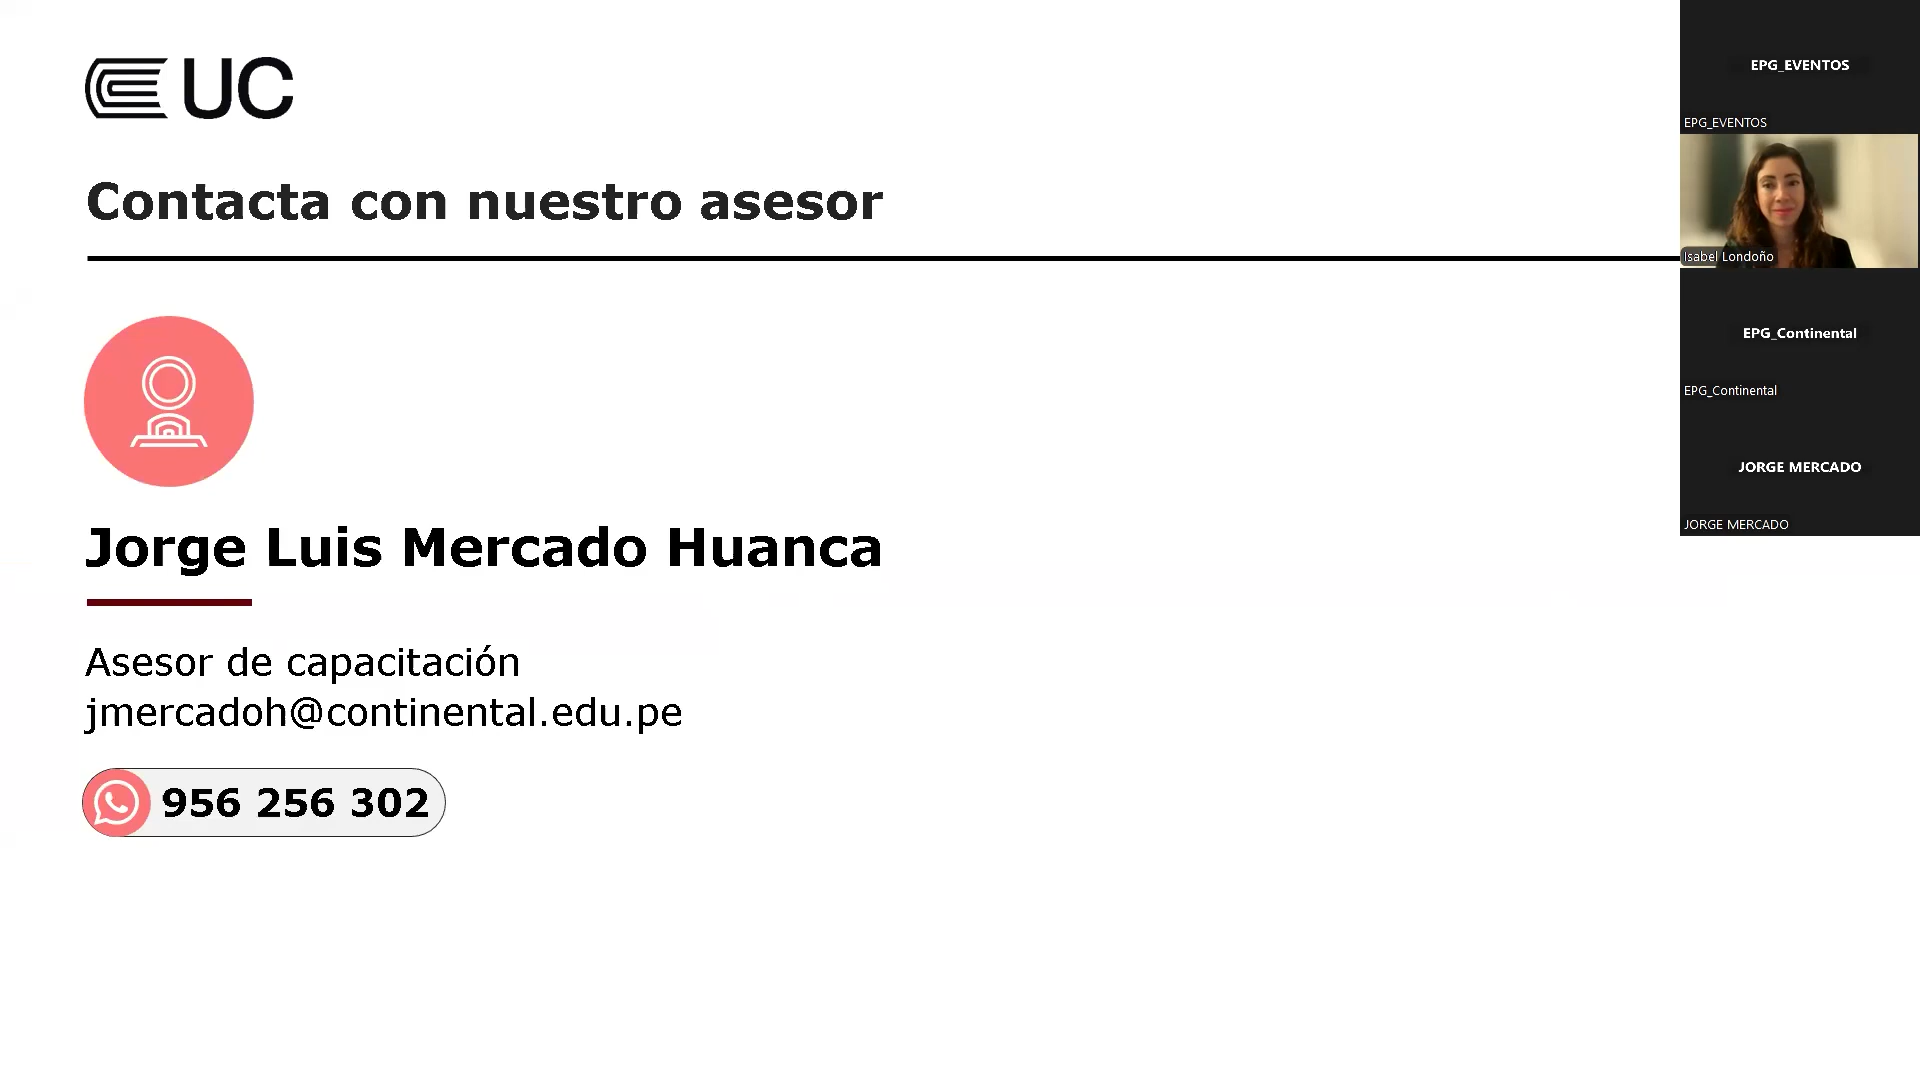 UC
Contacta con nuestro asesor
Jorge Luis Mercado Huanca
Asesor de capacitación
jmercadoh@continental.edu.pe
956 256 302
EPG_EVENTOS
EPG_EVENTOS
Isabel Londoño
EPG_Continental
EPG_Continental
JORGE MERCADO
JORGE MERCADO